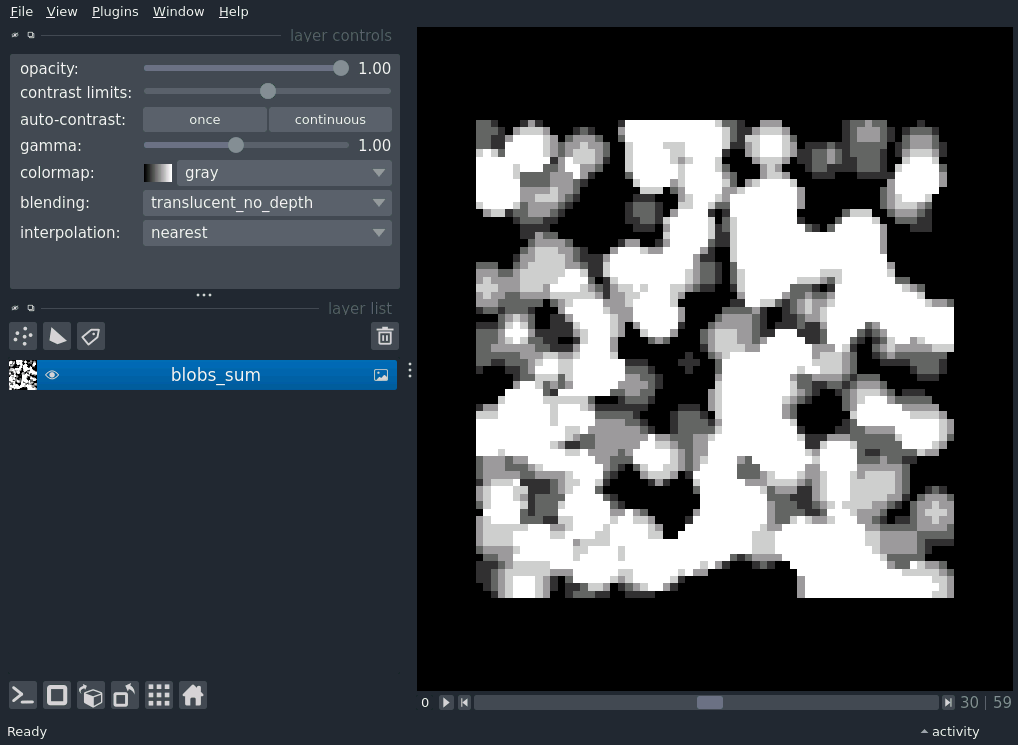 File View Plugins Window Help
layer controls
opacity: 1.00
contrast limits:
auto-contrast: once continuous
gamma: 1.00
colormap: gray
blending: translucent_no_depth
interpolation: nearest
layer list
blobs_sum
0 30 | 59
Ready activity